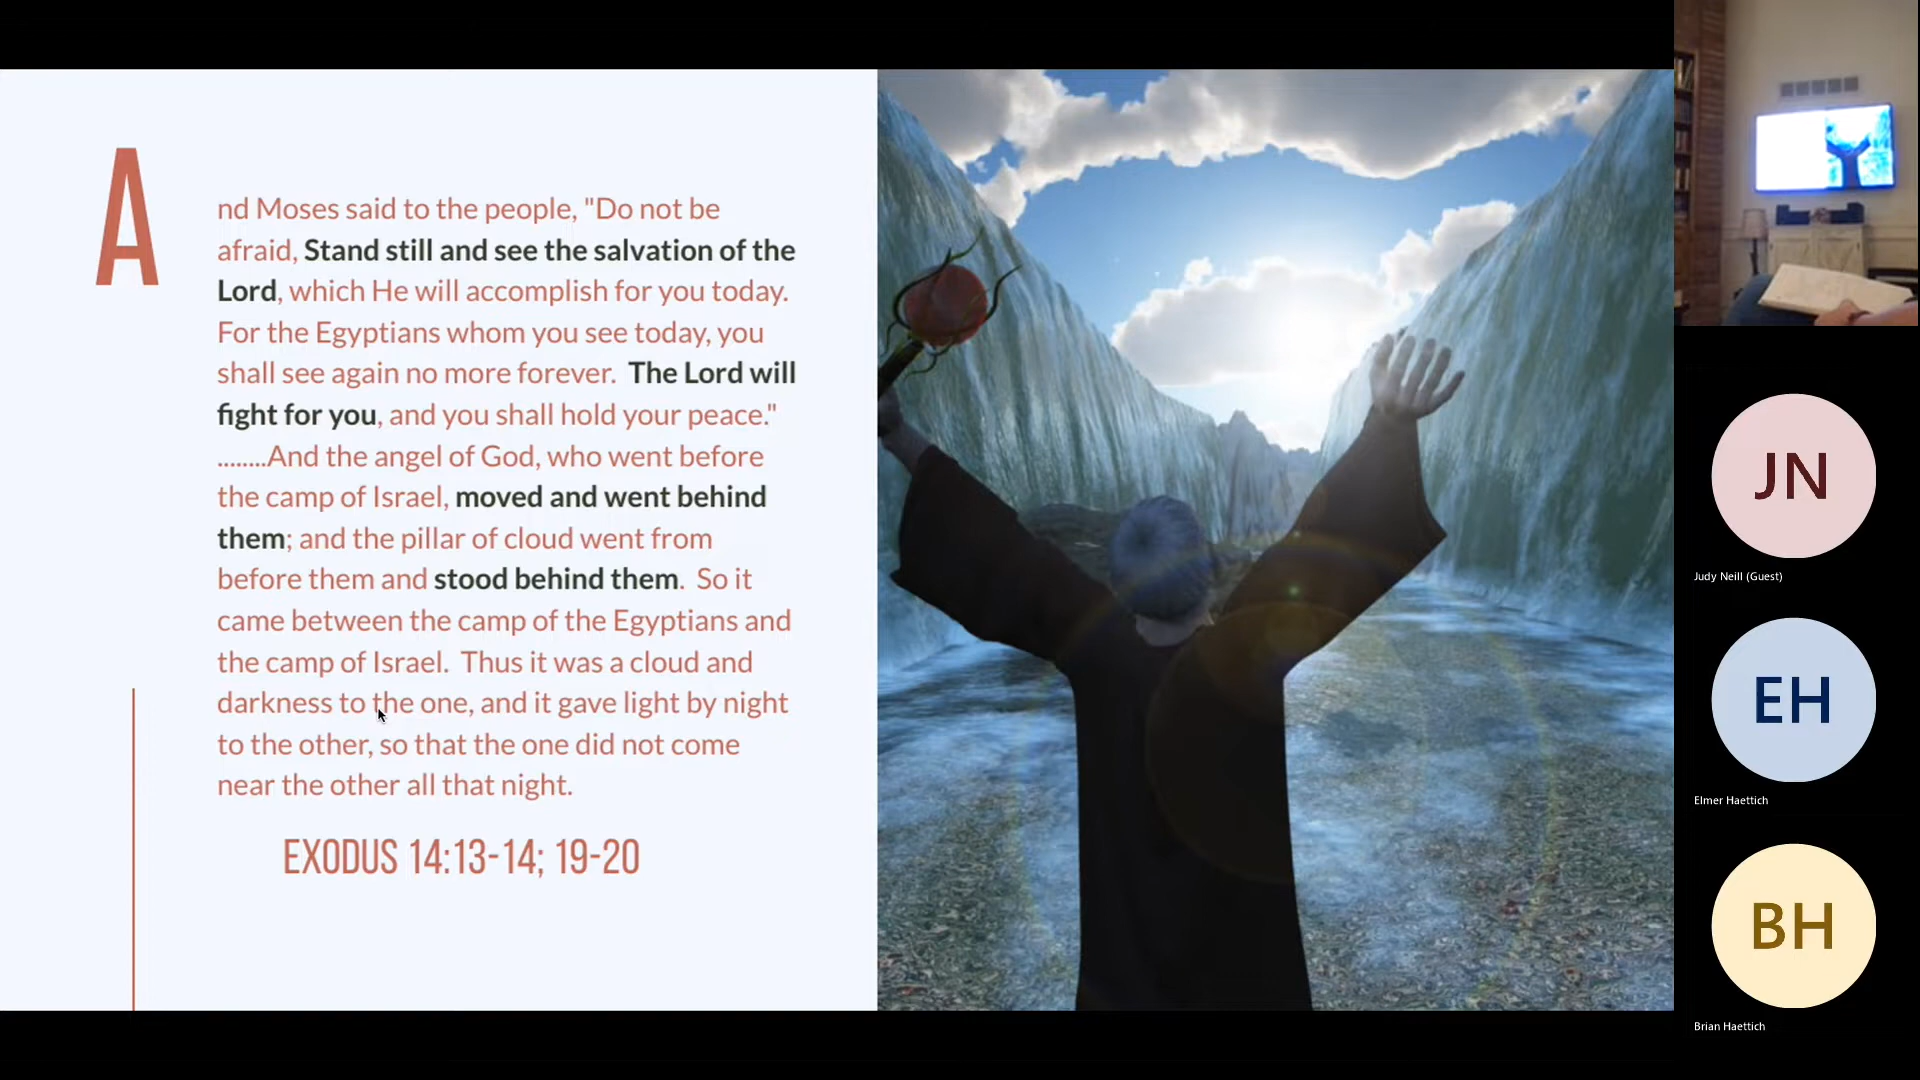 And Moses said to the people, "Do not be
afraid, Stand still and see the salvation of the
Lord, which He will accomplish for you today.
For the Egyptians whom you see today, you
shall see again no more forever.  The Lord will
fight for you, and you shall hold your peace."
........And the angel of God, who went before
the camp of Israel, moved and went behind
them; and the pillar of cloud went from
before them and stood behind them.  So it
came between the camp of the Egyptians and
the camp of Israel.  Thus it was a cloud and
darkness to the one, and it gave light by night
to the other, so that the one did not come
near the other all that night.
EXODUS 14:13-14; 19-20
JN
Judy Neill (Guest)
EH
Elmer Haettich
BH
Brian Haettich